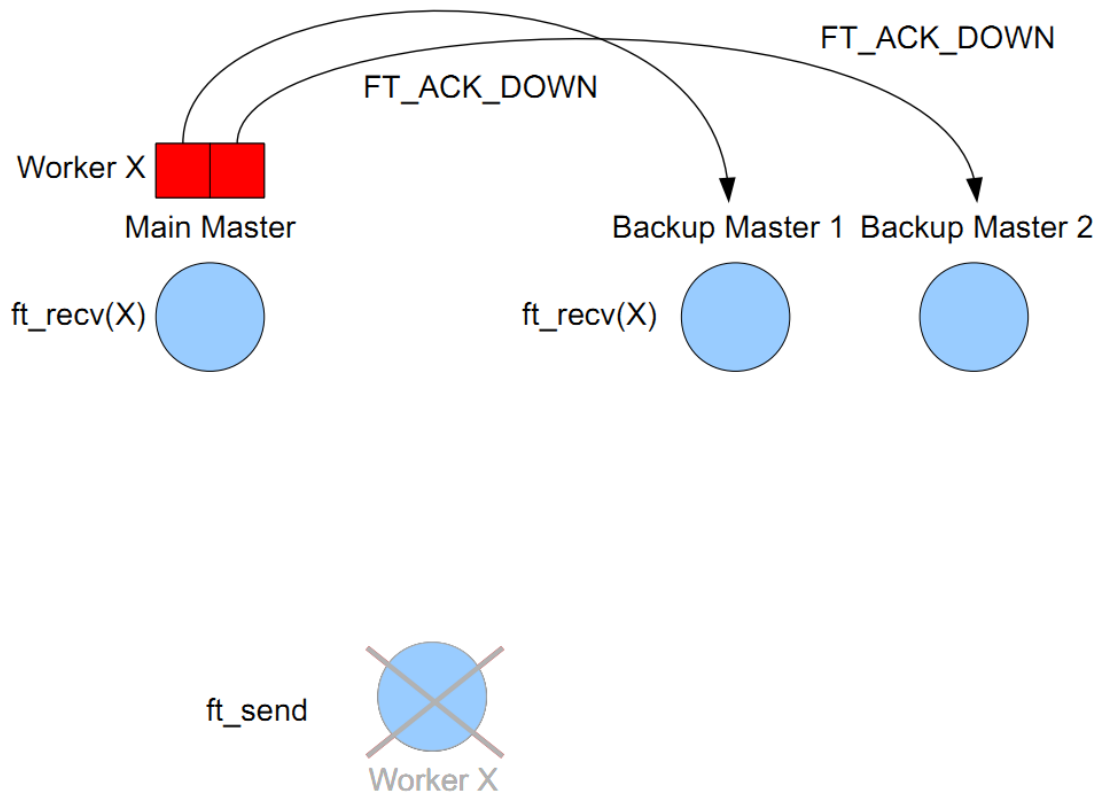 FT_ACK_DOWN
FT_ACK_DOWN
Worker X
Main Master
Backup Master 1
Backup Master 2
ft_recv(X)
ft_recv(X)
ft_send
Worker X